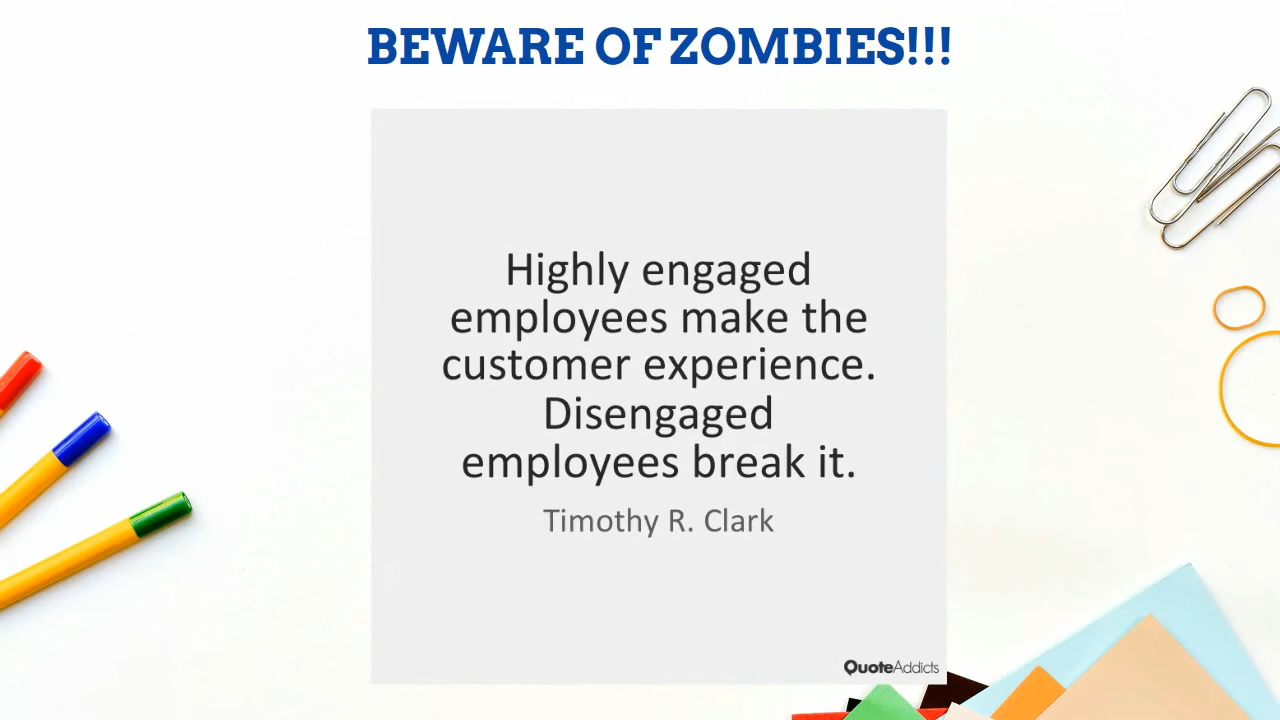 BEWARE OF ZOMBIES!!!
Highly engaged
employees make the
customer experience.
Disengaged
employees break it.
Timothy R. Clark
QuoteAddicts